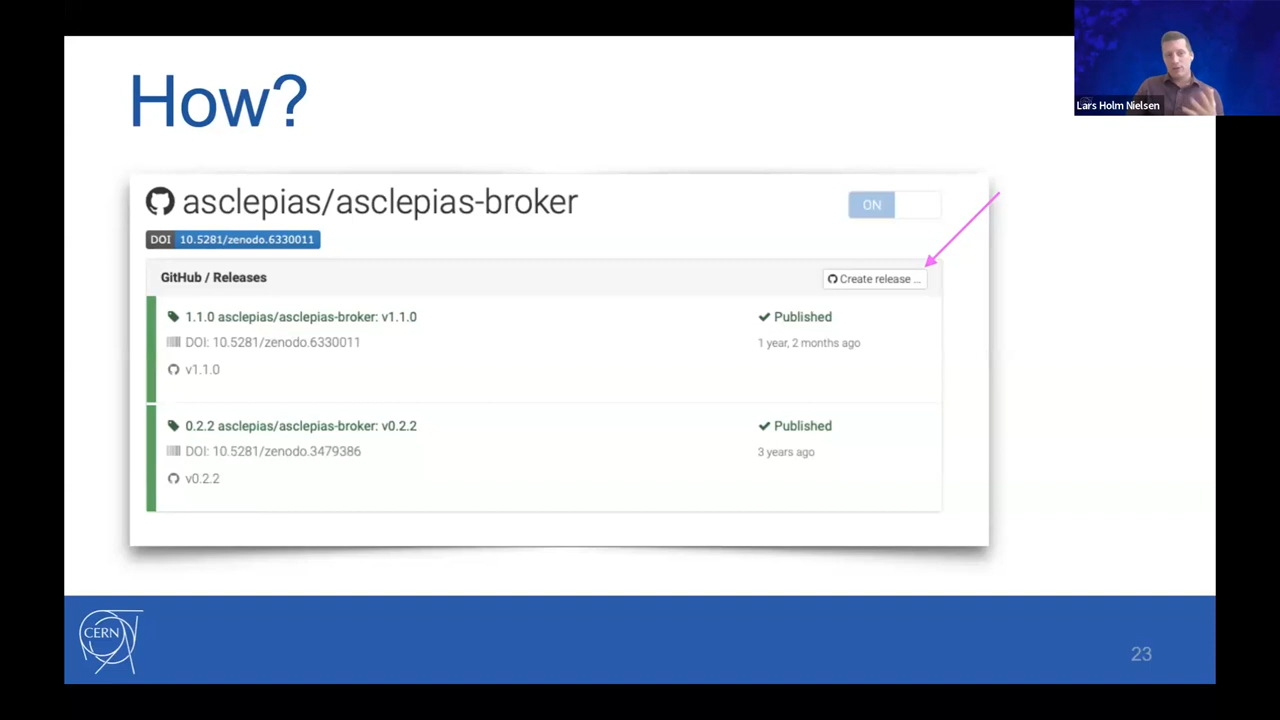 How?
Lars Holm Nielsen
asclepias/asclepias-broker
ON
DOI 10.5281/zenodo.6330011
GitHub / Releases
Create release ...
1.1.0 asclepias/asclepias-broker: v1.1.0
Published
DOI: 10.5281/zenodo.6330011
1 year, 2 months ago
v1.1.0
0.2.2 asclepias/asclepias-broker: v0.2.2
Published
DOI: 10.5281/zenodo.3479386
3 years ago
v0.2.2
CERN
23